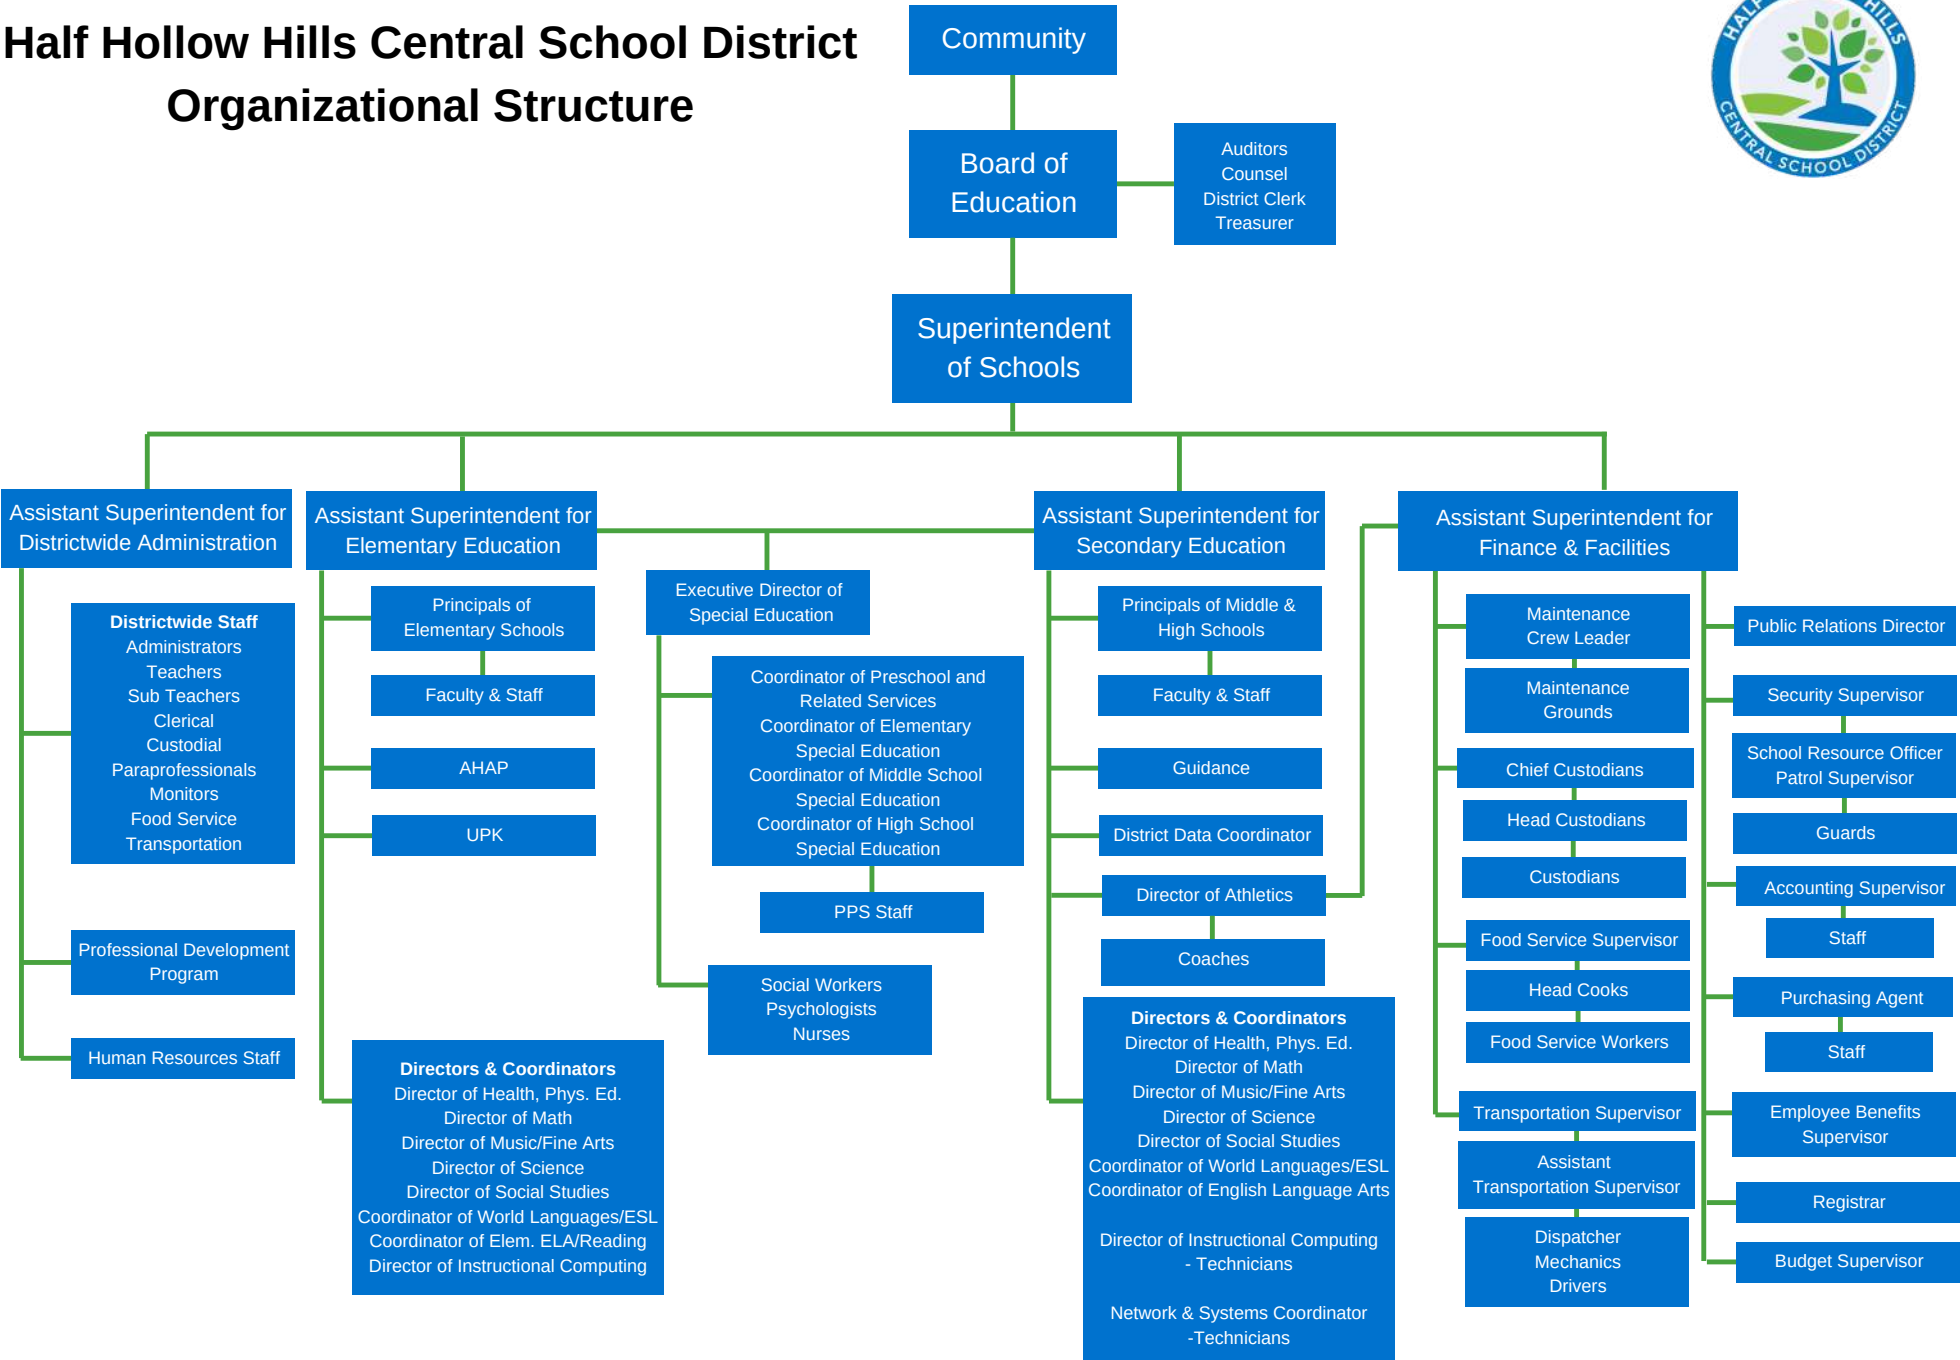 Half Hollow Hills Central School District
Organizational Structure
Community
HILLS
CENTRAL SCHOOL DISTRICT
Board of
Education
Auditors
Counsel
District Clerk
Treasurer
Superintendent
of Schools
Assistant Superintendent for
Districtwide Administration
Districtwide Staff
Administrators
Teachers
Sub Teachers
Clerical
Custodial
Paraprofessionals
Monitors
Food Service
Transportation
Professional Development
Program
Human Resources Staff
Assistant Superintendent for
Elementary Education
Principals of
Elementary Schools
Faculty & Staff
AHAP
UPK
Directors & Coordinators
Director of Health, Phys. Ed.
Director of Math
Director of Music/Fine Arts
Director of Science
Director of Social Studies
Coordinator of World Languages/ESL
Coordinator of Elem. ELA/Reading
Director of Instructional Computing
Executive Director of
Special Education
Coordinator of Preschool and
Related Services
Coordinator of Elementary
Special Education
Coordinator of Middle School
Special Education
Coordinator of High School
Special Education
PPS Staff
Social Workers
Psychologists
Nurses
Assistant Superintendent for
Secondary Education
Principals of Middle &
High Schools
Faculty & Staff
Guidance
District Data Coordinator
Director of Athletics
Coaches
Directors & Coordinators
Director of Health, Phys. Ed.
Director of Math
Director of Music/Fine Arts
Director of Science
Director of Social Studies
Coordinator of World Languages/ESL
Coordinator of English Language Arts
Director of Instructional Computing
- Technicians
Network & Systems Coordinator
-Technicians
Assistant Superintendent for
Finance & Facilities
Maintenance
Crew Leader
Maintenance
Grounds
Chief Custodians
Head Custodians
Custodians
Food Service Supervisor
Head Cooks
Food Service Workers
Transportation Supervisor
Assistant
Transportation Supervisor
Dispatcher
Mechanics
Drivers
Public Relations Director
Security Supervisor
School Resource Officer
Patrol Supervisor
Guards
Accounting Supervisor
Staff
Purchasing Agent
Staff
Employee Benefits
Supervisor
Registrar
Budget Supervisor